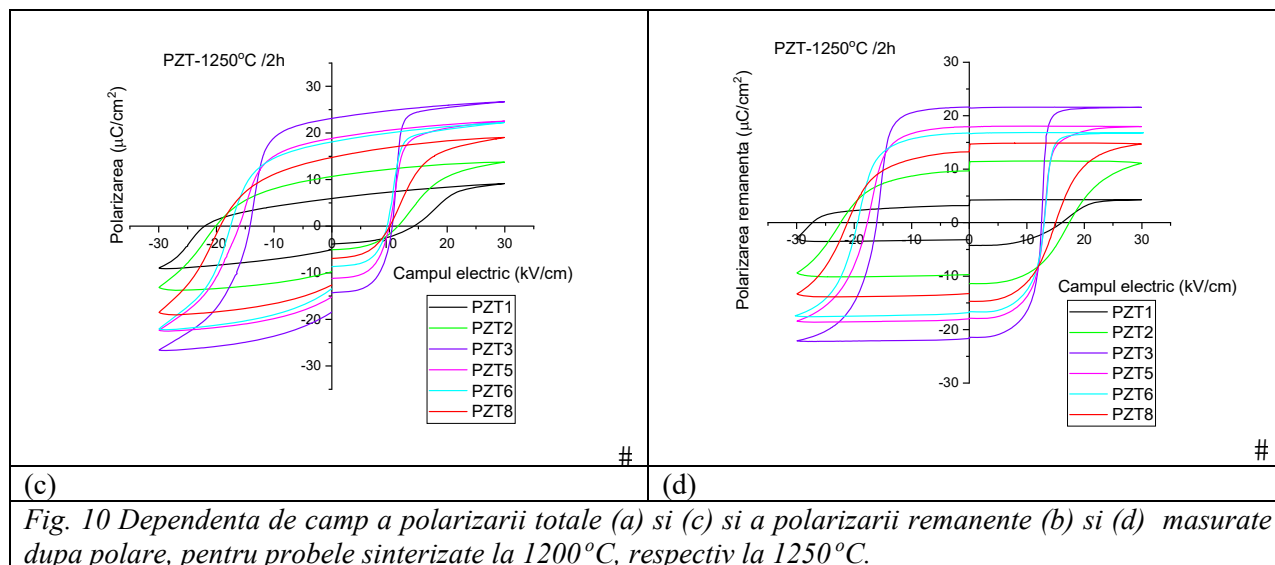 PZT-1250°C /2h
Polarizarea (µC/cm²)
30
20
10
0
-10
-20
-30
-30
-20
-10
0
10
20
30
Campul electric (kV/cm)
PZT1
PZT2
PZT3
PZT5
PZT6
PZT8
#
PZT-1250°C /2h
Polarizarea remanenta (µC/cm²)
30
20
10
0
-10
-20
-30
-30
-20
-10
0
10
20
30
Campul electric (kV/cm)
PZT1
PZT2
PZT3
PZT5
PZT6
PZT8
#
(c)
(d)
Fig. 10 Dependenta de camp a polarizarii totale (a) si (c) si a polarizarii remanente (b) si (d) masurate
dupa polare, pentru probele sinterizate la 1200°C, respectiv la 1250°C.